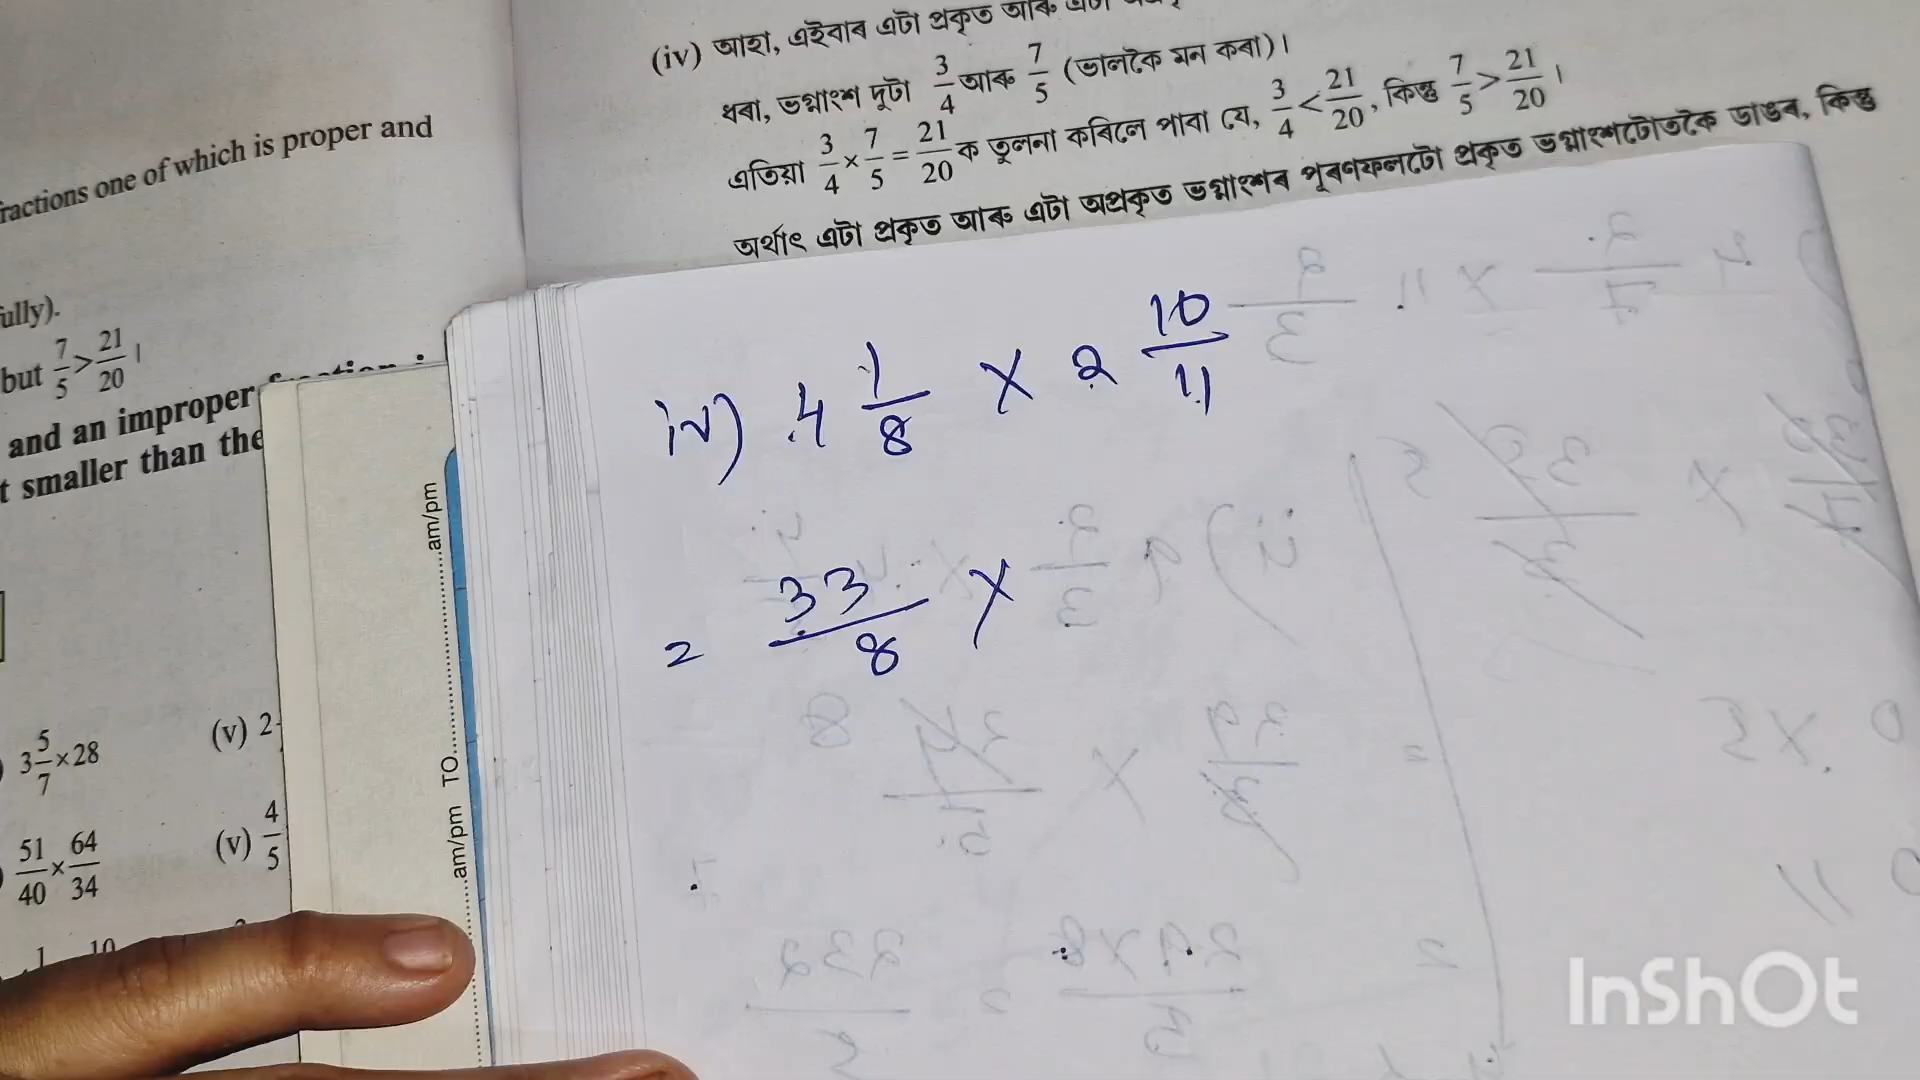 (iv) আহা, এইবাৰ এটা প্ৰকৃত আৰু এটা
ধৰা, ভগ্নাংশ দুটা 3/4 আৰু 7/5 (ভালকৈ মন কৰা)।
এতিয়া 3/4 × 7/5 = 21/20 ক তুলনা কৰিলে পাবা যে, 3/4 < 21/20, কিন্তু 7/5 > 21/20 ।
অৰ্থাৎ এটা প্ৰকৃত আৰু এটা অপ্ৰকৃত ভগ্নাংশৰ পূৰণফলটো প্ৰকৃত ভগ্নাংশটোতকৈ ডাঙৰ, কিন্তু
ractions one of which is proper and
ully).
but 7/5 > 21/20 ।
and an improper
t smaller than the
3 5/7 × 28 (v) 2
51/40 × 64/34 (v) 4/5
1 10
am/pm TO am/pm
iv) 4 1/8 × 2 10/11
= 33/8 ×
InShOt